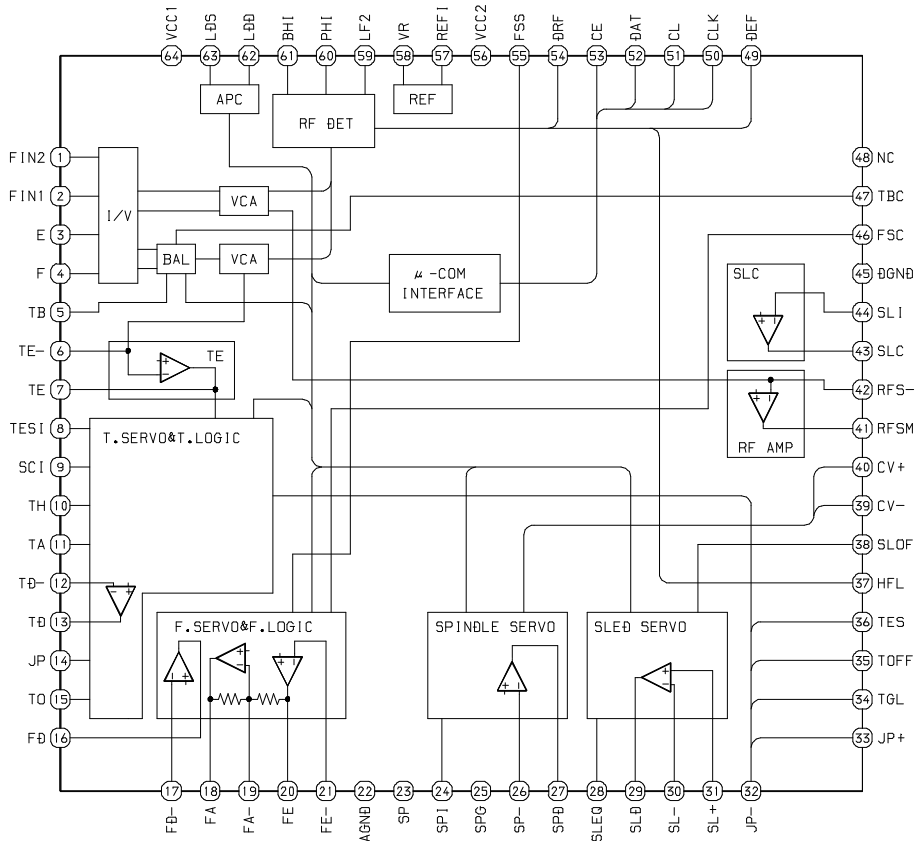 VCC1 LDS LDD BHI PHI LF2 VR REFI VCC2 FSS DRF CE DAT CL CLK DEF
64 63 62 61 60 59 58 57 56 55 54 53 52 51 50 49
APC
REF
RF DET
FIN2 1
48 NC
FIN1 2
VCA
47 TBC
I/V
E 3
46 FSC
BAL
VCA
F 4
45 DGND
μ-COM
INTERFACE
SLC
TB 5
44 SLI
+ -
TE- 6
TE
43 SLC
+
-
TE 7
42 RFS-
+ -
TESI 8
T.SERVO&T.LOGIC
41 RFSM
RF AMP
SCI 9
40 CV+
TH 10
39 CV-
TA 11
38 SLOF
TD- 12
- +
37 HFL
TD 13
F.SERVO&F.LOGIC
SPINDLE SERVO
SLED SERVO
36 TES
JP 14
35 TOFF
TO 15
34 TGL
FD 16
33 JP+
17 18 19 20 21 22 23 24 25 26 27 28 29 30 31 32
FD- FA FA- FE FE- AGND SP SPI SPG SP- SPD SLEQ SLD SL- SL+ JP-